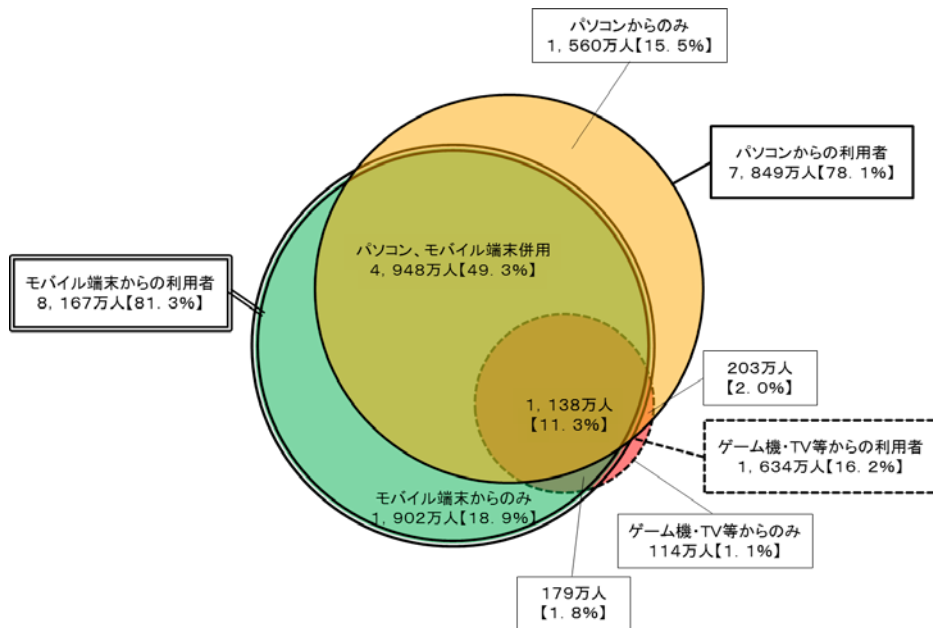 パソコンからのみ
1,560万人【15.5%】
パソコンからの利用者
7,849万人【78.1%】
パソコン、モバイル端末併用
4,948万人【49.3%】
モバイル端末からの利用者
8,167万人【81.3%】
203万人
【2.0%】
1,138万人
【11.3%】
ゲーム機・TV等からの利用者
1,634万人【16.2%】
モバイル端末からのみ
1,902万人【18.9%】
ゲーム機・TV等からのみ
114万人【1.1%】
179万人
【1.8%】